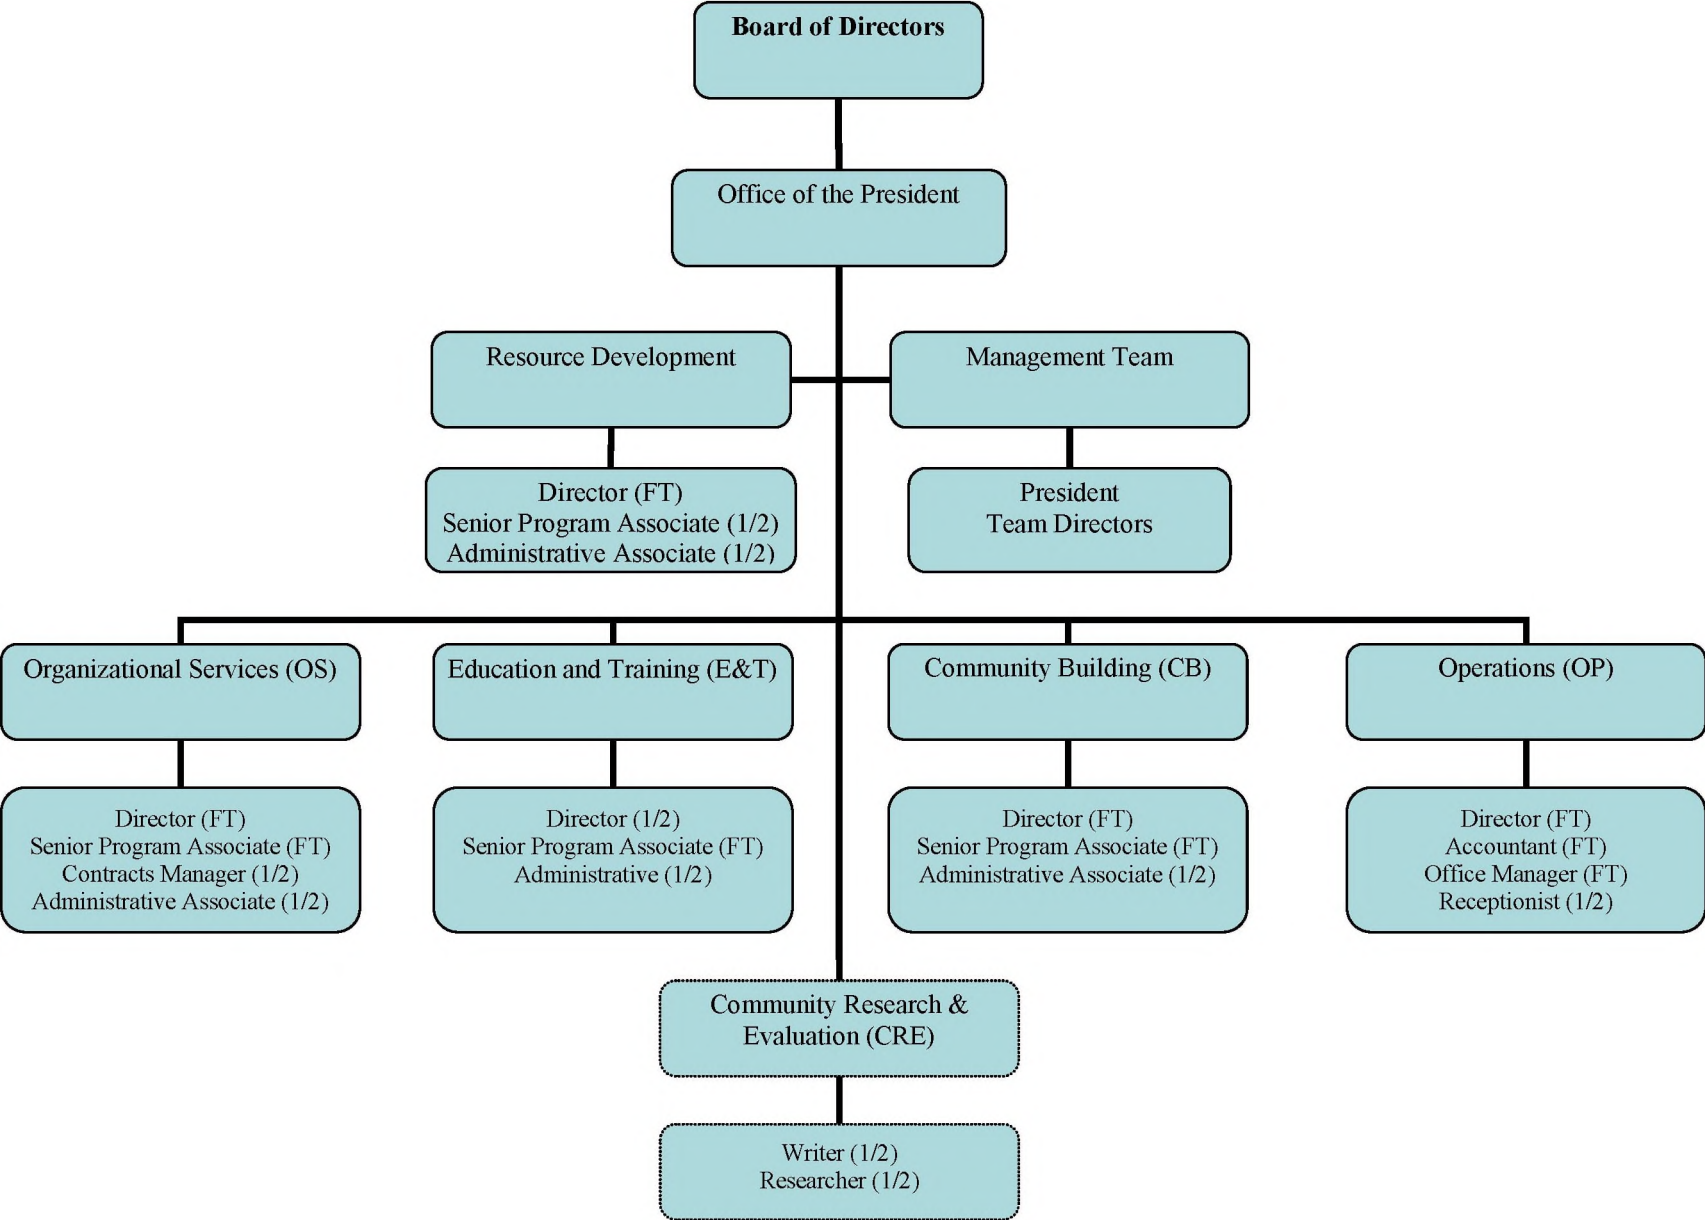 Board of Directors
Office of the President
Resource Development
Management Team
Director (FT)
Senior Program Associate (1/2)
Administrative Associate (1/2)
President
Team Directors
Organizational Services (OS)
Education and Training (E&T)
Community Building (CB)
Operations (OP)
Director (FT)
Senior Program Associate (FT)
Contracts Manager (1/2)
Administrative Associate (1/2)
Director (1/2)
Senior Program Associate (FT)
Administrative (1/2)
Director (FT)
Senior Program Associate (FT)
Administrative Associate (1/2)
Director (FT)
Accountant (FT)
Office Manager (FT)
Receptionist (1/2)
Community Research &
Evaluation (CRE)
Writer (1/2)
Researcher (1/2)